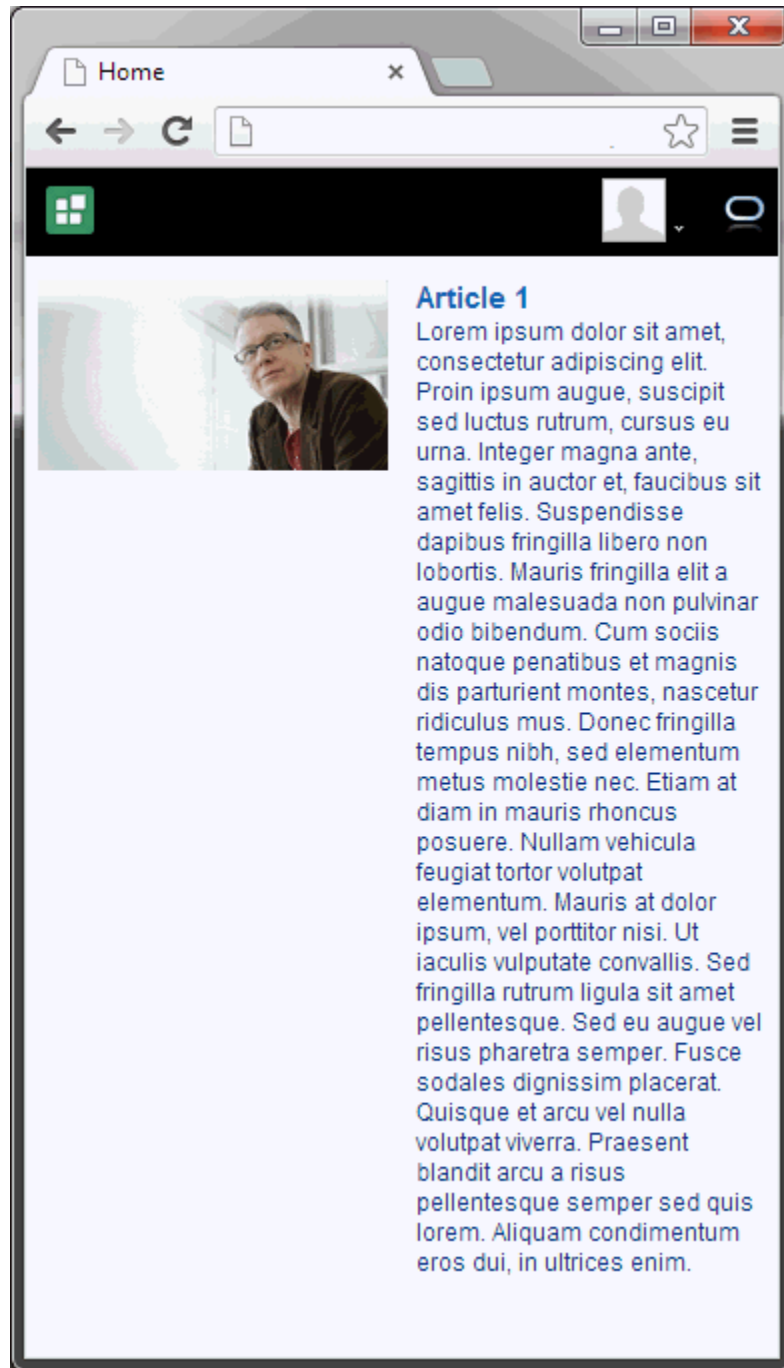 Home
Article 1
Lorem ipsum dolor sit amet,
consectetur adipiscing elit.
Proin ipsum augue, suscipit
sed luctus rutrum, cursus eu
urna. Integer magna ante,
sagittis in auctor et, faucibus sit
amet felis. Suspendisse
dapibus fringilla libero non
lobortis. Mauris fringilla elit a
augue malesuada non pulvinar
odio bibendum. Cum sociis
natoque penatibus et magnis
dis parturient montes, nascetur
ridiculus mus. Donec fringilla
tempus nibh, sed elementum
metus molestie nec. Etiam at
diam in mauris rhoncus
posuere. Nullam vehicula
feugiat tortor volutpat
elementum. Mauris at dolor
ipsum, vel porttitor nisi. Ut
iaculis vulputate convallis. Sed
fringilla rutrum ligula sit amet
pellentesque. Sed eu augue vel
risus pharetra semper. Fusce
sodales dignissim placerat.
Quisque et arcu vel nulla
volutpat viverra. Praesent
blandit arcu a risus
pellentesque semper sed quis
lorem. Aliquam condimentum
eros dui, in ultrices enim.